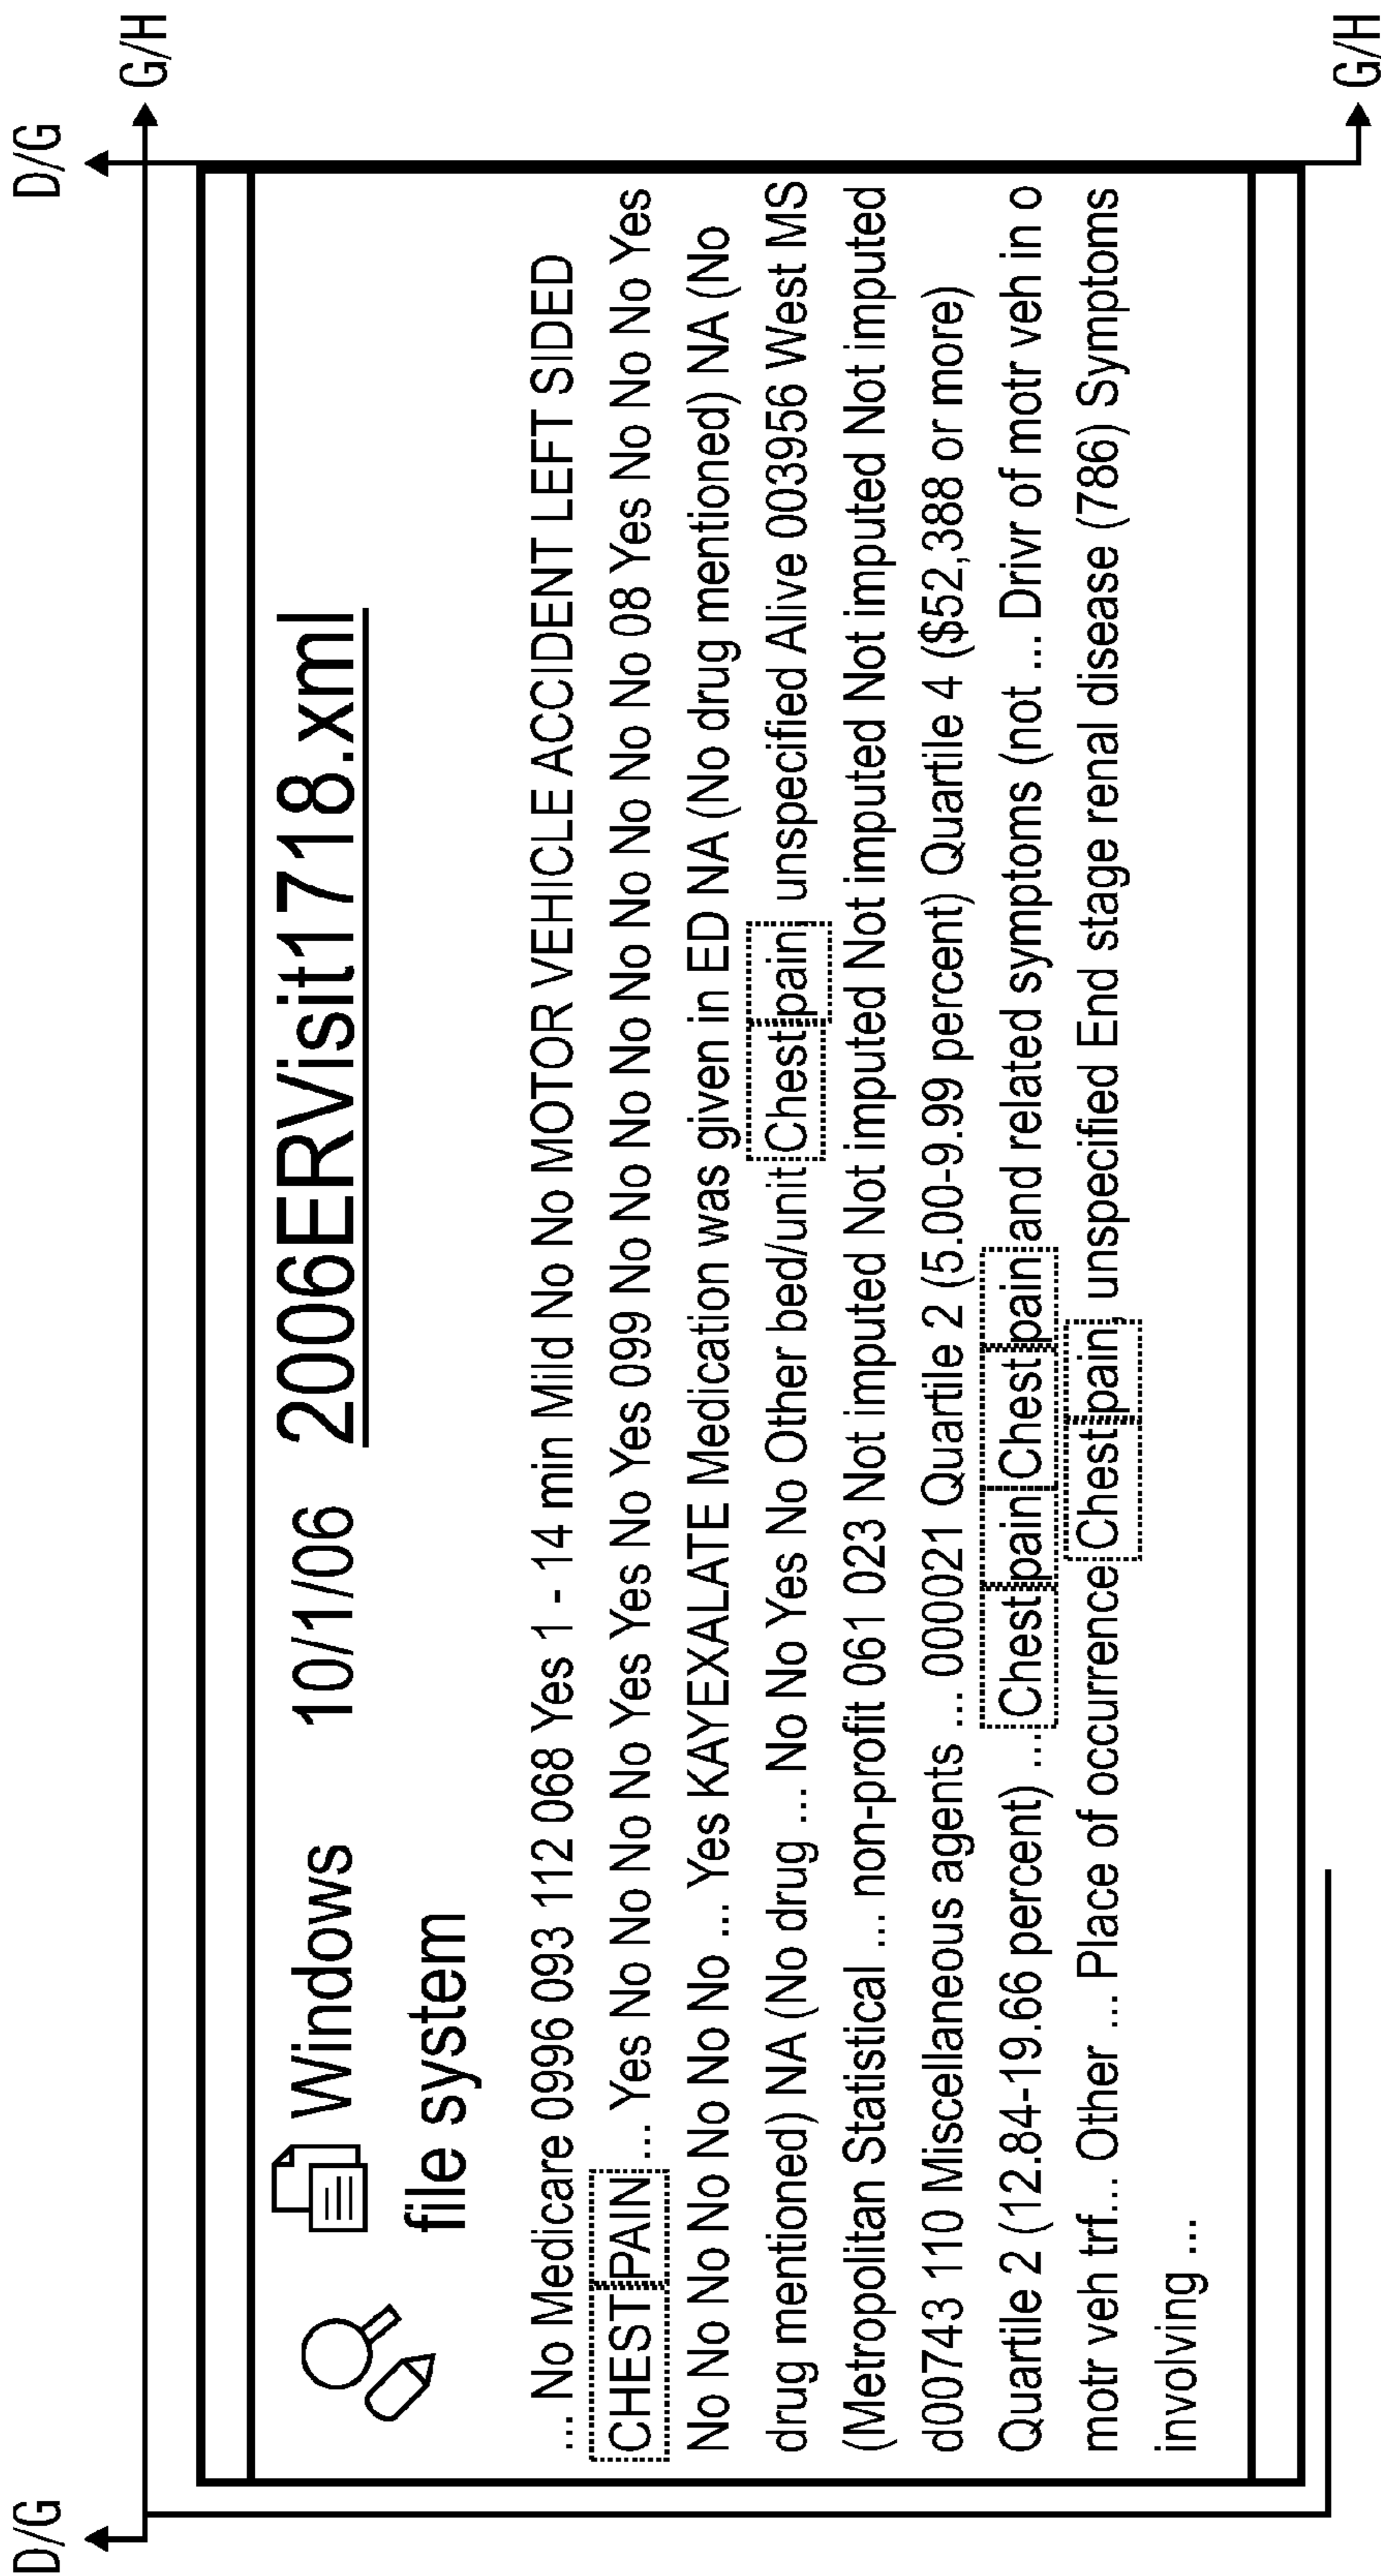 D/G
D/G
G/H
Windows 10/1/06 2006ERVisit1718.xml
file system
... No Medicare 0996 093 112 068 Yes 1 - 14 min Mild No No MOTOR VEHICLE ACCIDENT LEFT SIDED
CHEST PAIN ... Yes No No No No No Yes Yes No Yes 099 No No No No No No No No No 08 Yes No No No Yes
No No No No No No No ... Yes KAYEXALATE Medication was given in ED NA (No drug mentioned) NA (No
drug mentioned) NA (No drug ... No No Yes No Other bed/unit Chest pain, unspecified Alive 003956 West MS
(Metropolitan Statistical ... non-profit 061 023 Not imputed Not imputed Not imputed Not imputed Not imputed
d00743 110 Miscellaneous agents ... 000021 Quartile 2 (5.00-9.99 percent) Quartile 4 ($52,388 or more)
Quartile 2 (12.84-19.66 percent) ... Chest pain Chest pain and related symptoms (not ... Drivr of motr veh in o
motr veh trf... Other ... Place of occurrence Chest pain, unspecified End stage renal disease (786) Symptoms
involving ...
G/H